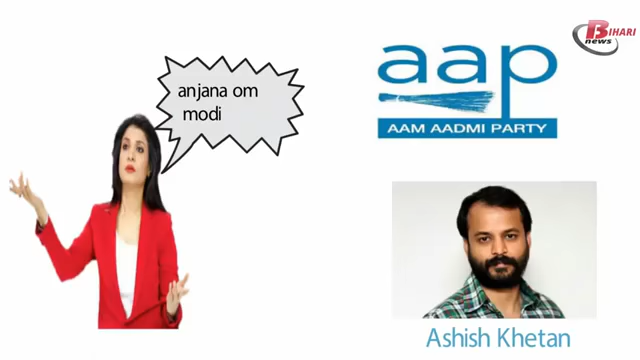 BIHARI
news
aap
AAM AADMI PARTY
anjana om
modi
Ashish Khetan